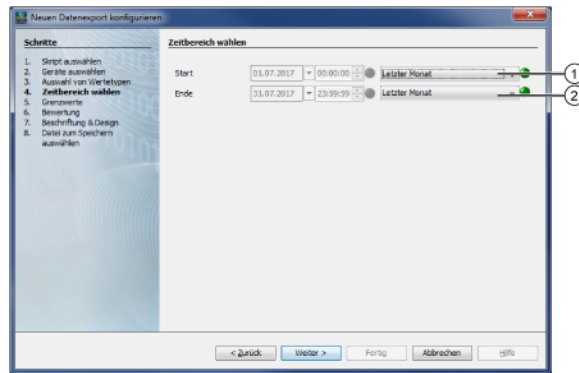 Neuen Datenexport konfigurieren
Schritte
1. Skript auswählen
2. Geräte auswählen
3. Auswahl von Wertetypen
4. Zeitbereich wählen
5. Grenzwerte
6. Bewertung
7. Beschriftung & Design
8. Datei zum Speichern
auswählen
Zeitbereich wählen
Start 01.07.2017 00:00:00 Letzter Monat 1
Ende 31.07.2017 23:59:59 Letzter Monat 2
< Zurück Weiter > Fertig Abbrechen Hilfe